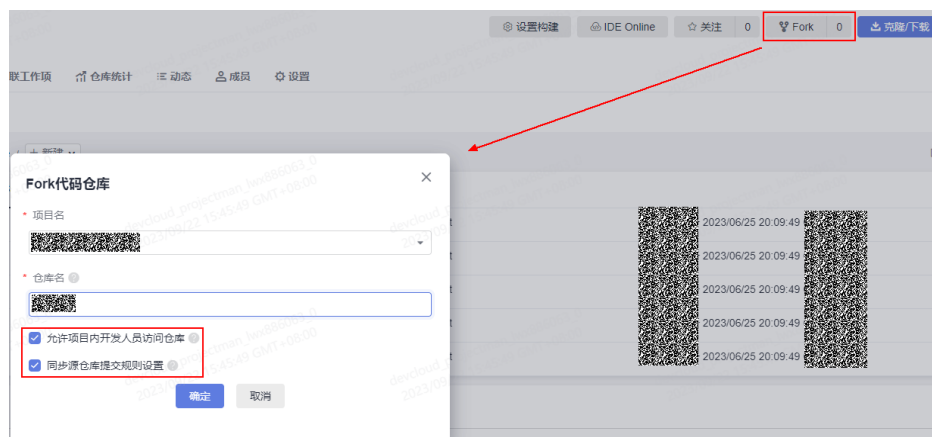 设置构建 IDE Online 关注 0 Fork 0 克隆/下载
联工作项 仓库统计 动态 成员 设置
+ 新建
Fork代码仓库
* 项目名
t 2023/06/25 20:09:49
* 仓库名
t 2023/06/25 20:09:49
t 2023/06/25 20:09:49
允许项目内开发人员访问仓库
2023/06/25 20:09:49
同步源仓库提交规则设置
t 2023/06/25 20:09:49
确定 取消